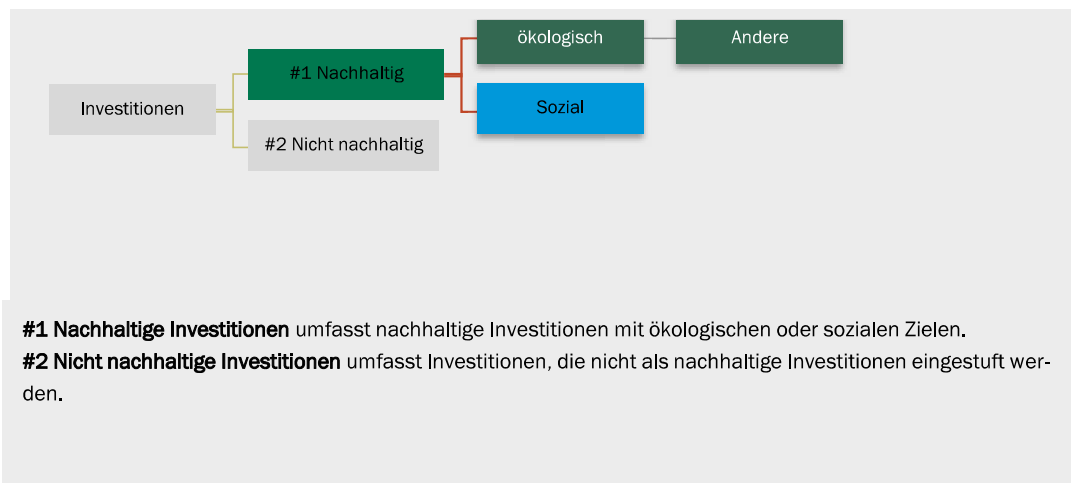 ökologisch
Andere
#1 Nachhaltig
Investitionen
Sozial
#2 Nicht nachhaltig
#1 Nachhaltige Investitionen umfasst nachhaltige Investitionen mit ökologischen oder sozialen Zielen.
#2 Nicht nachhaltige Investitionen umfasst Investitionen, die nicht als nachhaltige Investitionen eingestuft wer-
den.